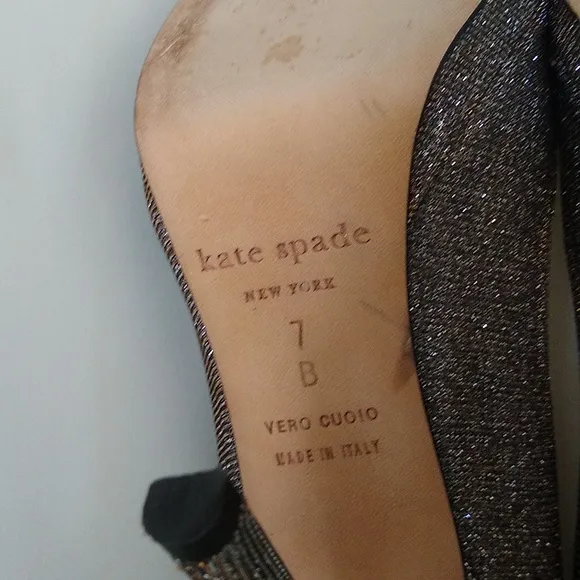 kate spade
NEW YORK
7
B
VERO CUOIO
MADE IN ITALY